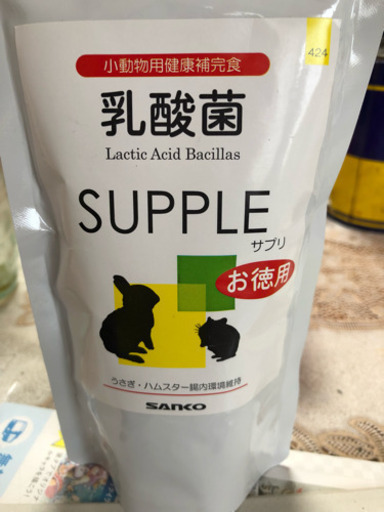 小動物用健康補完食
424
乳酸菌
Lactic Acid Bacillas
SUPPLE
サプリ
お徳用
うさぎ・ハムスター腸内環境維持
SANKO